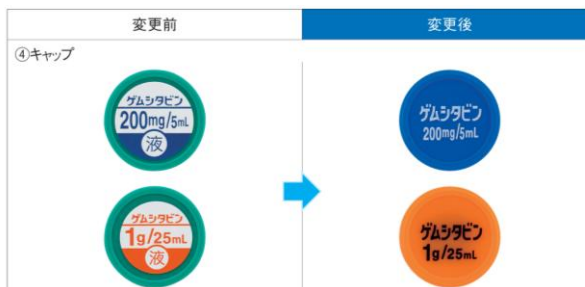 変更前
変更後
④キャップ
ゲムシタビン
200mg/5mL
液
ゲムシタビン
200mg/5mL
ゲムシタビン
1g/25mL
液
ゲムシタビン
1g/25mL